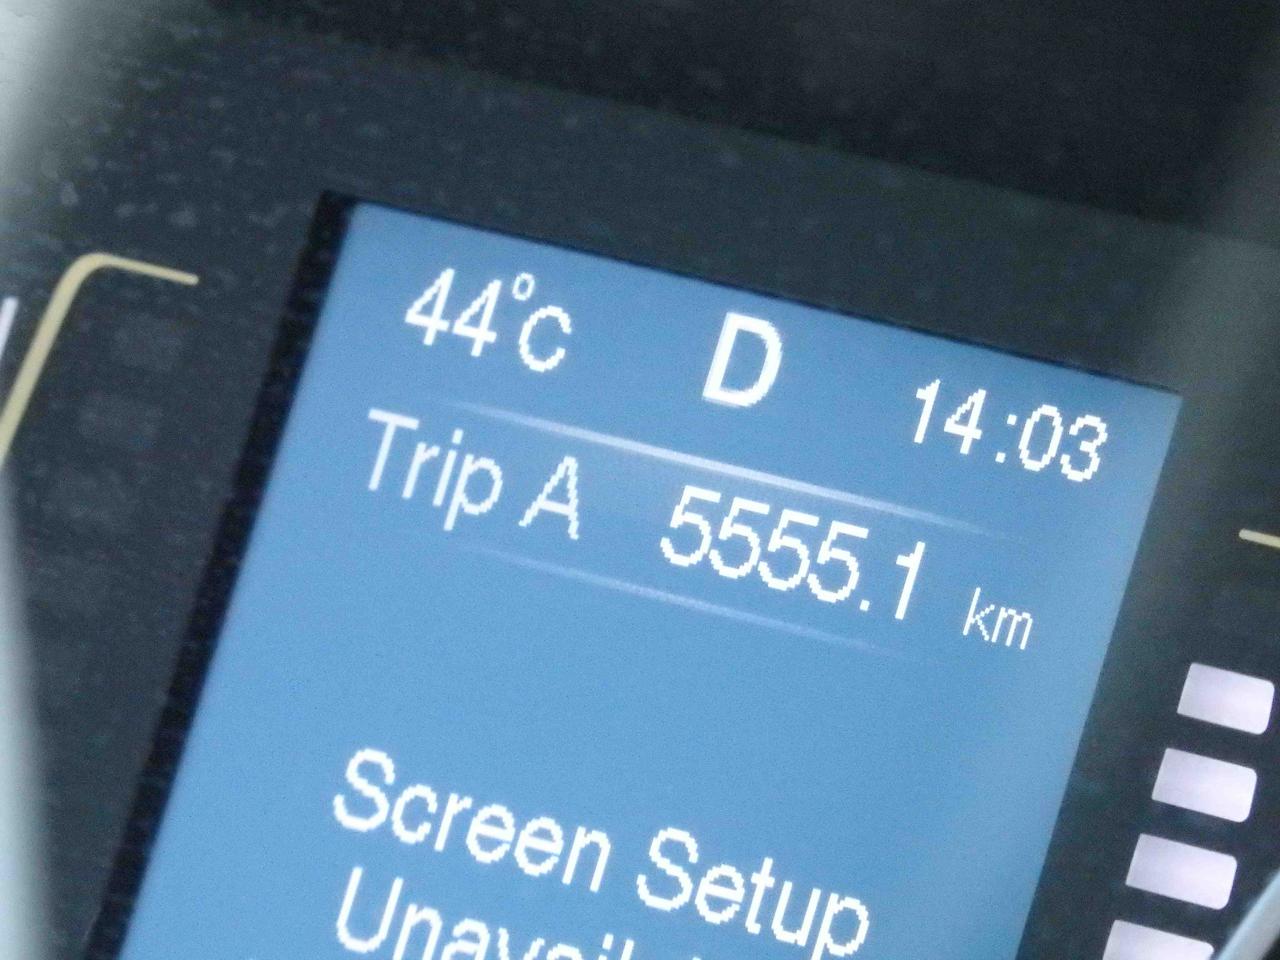 44°C D 14:03
Trip A 5555.1 km
Screen Setup